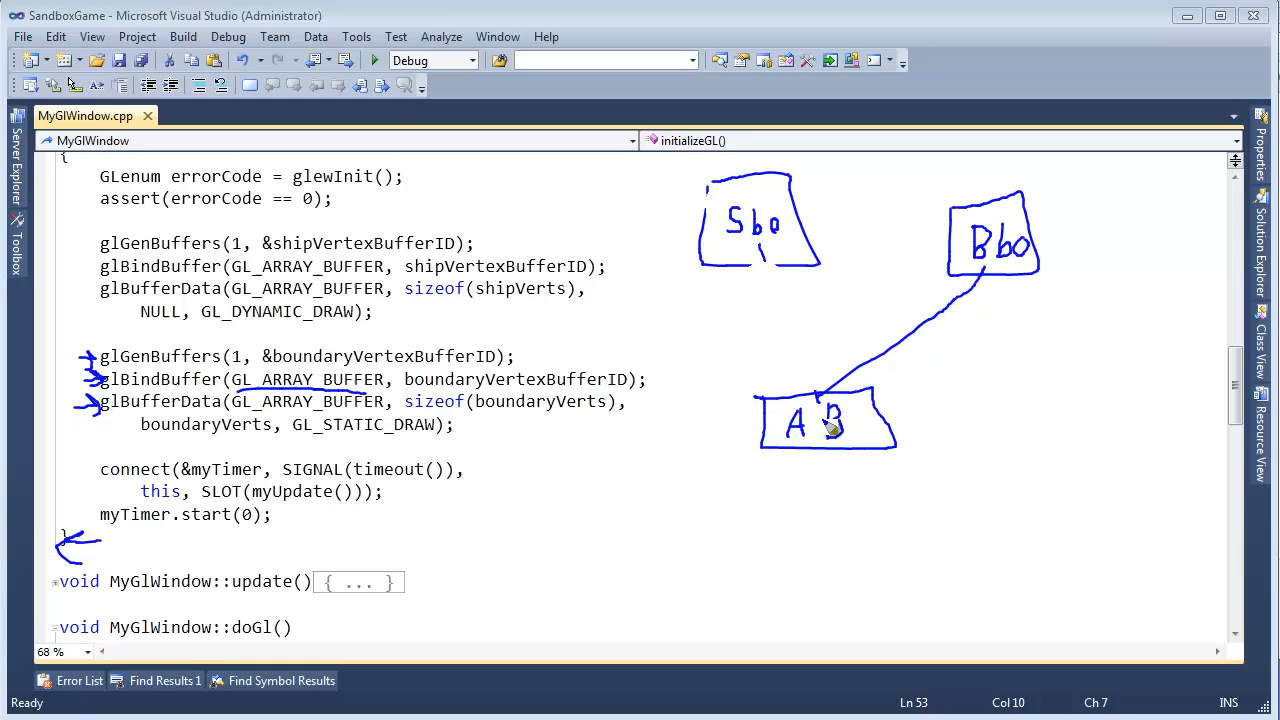 SandboxGame - Microsoft Visual Studio (Administrator)
File Edit View Project Build Debug Team Data Tools Test Analyze Window Help
Debug
MyGlWindow.cpp
MyGlWindow initializeGL()
{
GLenum errorCode = glewInit();
assert(errorCode == 0);
glGenBuffers(1, &shipVertexBufferID);
glBindBuffer(GL_ARRAY_BUFFER, shipVertexBufferID);
glBufferData(GL_ARRAY_BUFFER, sizeof(shipVerts),
NULL, GL_DYNAMIC_DRAW);
glGenBuffers(1, &boundaryVertexBufferID);
glBindBuffer(GL_ARRAY_BUFFER, boundaryVertexBufferID);
glBufferData(GL_ARRAY_BUFFER, sizeof(boundaryVerts),
boundaryVerts, GL_STATIC_DRAW);
connect(&myTimer, SIGNAL(timeout()),
this, SLOT(myUpdate()));
myTimer.start(0);
}
void MyGlWindow::update(){ ... }
void MyGlWindow::doGl()
Sbo
Bbo
A B
Server Explorer
Toolbox
Properties
Solution Explorer
Class View
Resource View
68 %
Error List Find Results 1 Find Symbol Results
Ready Ln 53 Col 10 Ch 7 INS